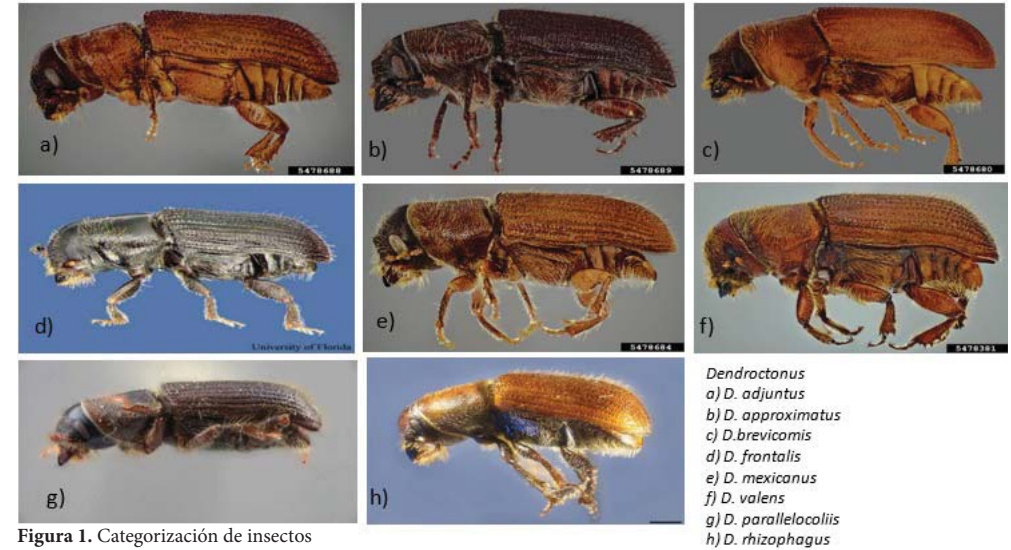 a)
5478688
b)
5478689
c)
5478680
d)
University of Florida
e)
5478684
f)
5478381
g)
h)
Dendroctonus
a) D. adjuntus
b) D. approximatus
c) D.brevicomis
d) D. frontalis
e) D. mexicanus
f) D. valens
g) D. parallelocoliis
h) D. rhizophagus
Figura 1. Categorización de insectos